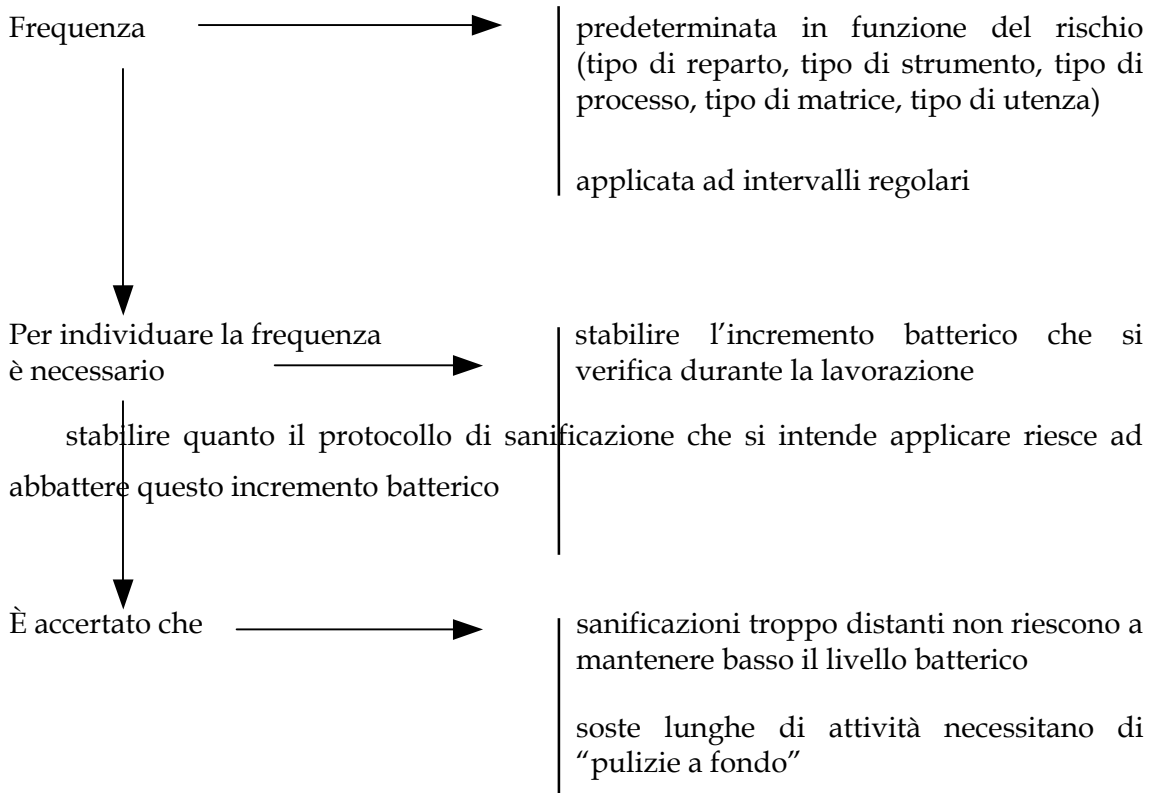 Frequenza
predeterminata in funzione del rischio
(tipo di reparto, tipo di strumento, tipo di
processo, tipo di matrice, tipo di utenza)
applicata ad intervalli regolari
Per individuare la frequenza
è necessario
stabilire l’incremento batterico che si
verifica durante la lavorazione
stabilire quanto il protocollo di sanificazione che si intende applicare riesce ad
abbattere questo incremento batterico
È accertato che
sanificazioni troppo distanti non riescono a
mantenere basso il livello batterico
soste lunghe di attività necessitano di
“pulizie a fondo”